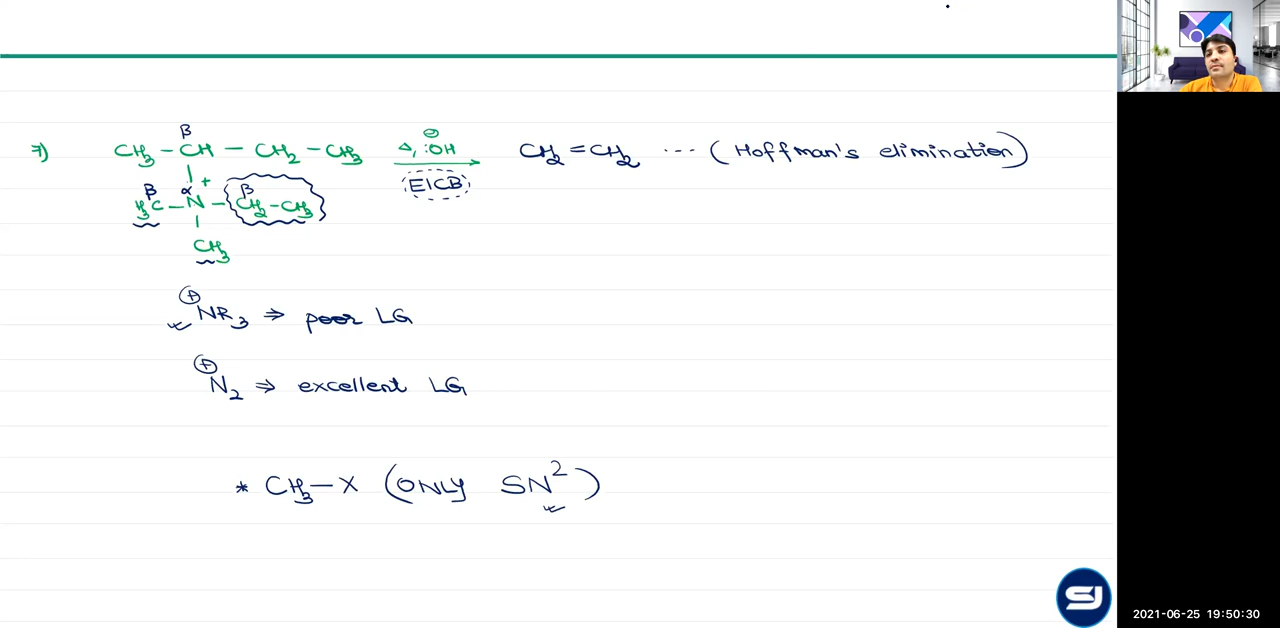 β
7) CH3 - CH - CH2 - CH3 Δ, :OH⊖ CH2 = CH2 ... (Hoffman's elimination)
E1CB
β α + β
H3C - N - CH2 - CH3
CH3
⊕NR3 ⇒ poor LG
⊕N2 ⇒ excellent LG
* CH3 - X (ONLY SN2)
SJ
2021-06-25 19:50:30